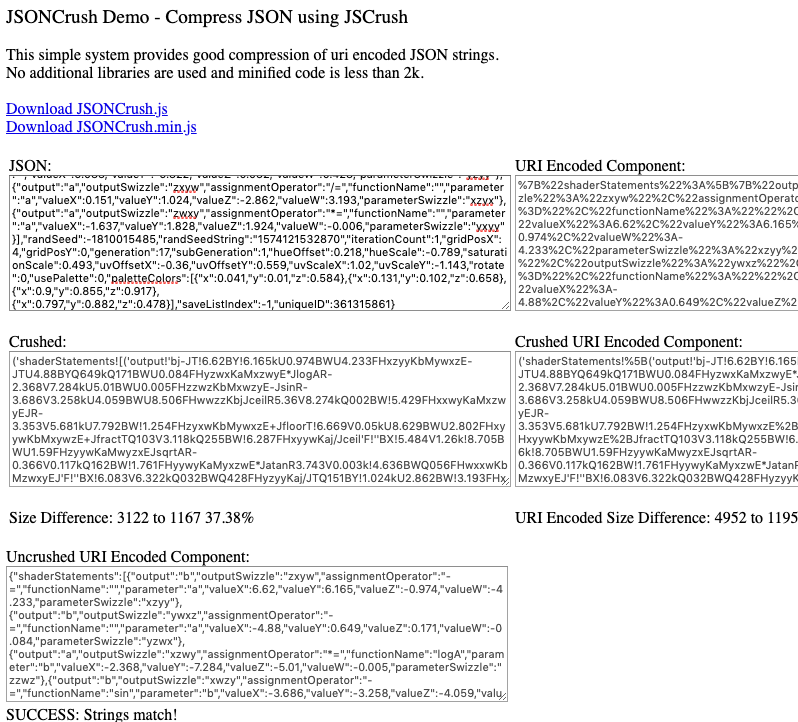 JSONCrush Demo - Compress JSON using JSCrush
This simple system provides good compression of uri encoded JSON strings.
No additional libraries are used and minified code is less than 2k.
Download JSONCrush.js
Download JSONCrush.min.js
JSON:
{"output":"a","outputSwizzle":"zxyw","assignmentOperator":"/=","functionName":"","parameter
":"a","valueX":0.151,"valueY":1.024,"valueZ":-2.862,"valueW":3.193,"parameterSwizzle":"xzyx"},
{"output":"a","outputSwizzle":"zwxy","assignmentOperator":"*=","functionName":"","parameter
":"a","valueX":-1.637,"valueY":1.828,"valueZ":1.924,"valueW":-0.006,"parameterSwizzle":"yxyy"
}],"randSeed":-1810015485,"randSeedString":"1574121532870","iterationCount":1,"gridPosX":
4,"gridPosY":0,"generation":17,"subGeneration":1,"hueOffset":0.218,"hueScale":-0.789,"saturati
onScale":0.493,"uvOffsetX":-0.36,"uvOffsetY":0.559,"uvScaleX":1.02,"uvScaleY":-1.143,"rotate
":0,"usePalette":0,"paletteColors":[{"x":0.041,"y":0.01,"z":0.584},{"x":0.131,"y":0.102,"z":0.658},
{"x":0.9,"y":0.855,"z":0.917},
{"x":0.797,"y":0.882,"z":0.478}],"saveListIndex":-1,"uniqueID":361315861}
URI Encoded Component:
%7B%22shaderStatements%22%3A%5B%7B%22outp
zle%22%3A%22zxyw%22%2C%22assignmentOperato
%3D%22%2C%22functionName%22%3A%22%22%2C
22valueX%22%3A6.62%2C%22valueY%22%3A6.165%
0.974%2C%22valueW%22%3A-
4.233%2C%22parameterSwizzle%22%3A%22xzyy%2
%22%2C%22outputSwizzle%22%3A%22ywxz%22%2
%3D%22%2C%22functionName%22%3A%22%22%2C
22valueX%22%3A-
4.88%2C%22valueY%22%3A0.649%2C%22valueZ%2
Crushed:
('shaderStatements![('output!'bj-JT!6.62BY!6.165kU0.974BWU4.233FHxzyyKbMywxzE-
JTU4.88BYQ649kQ171BWU0.084FHyzwxKaMxzwyE*JlogAR-
2.368V7.284kU5.01BWU0.005FHzzwzKbMxwzyE-JsinR-
3.686V3.258kU4.059BWU8.506FHwwzzKbjJceilR5.36V8.274kQ002BW!5.429FHxxwyKaMxzw
yEJR-
3.353V5.681kU7.792BW!1.254FHyzxwKbMxywzE+JfloorT!6.669V0.05kU8.629BWU2.802FHxy
ywKbMxywzE+JfractTQ103V3.118kQ255BW!6.287FHxyywKaj/Jceil'F!''BX!5.484V1.26k!8.705B
WU1.59FHyzzwKaMwyzxEJsqrtAR-
0.366V0.117kQ162BW!1.761FHyywyKaMyxzwE*JatanR3.743V0.003k!4.636BWQ056FHwxxwKb
MzwxyEJ'F!''BX!6.083V6.322kQ032BWQ428FHyzyyKaj/JTQ151BY!1.024kU2.862BW!3.193FHx
Crushed URI Encoded Component:
('shaderStatements!%5B('output!'bj-JT!6.62BY!6.165
JTU4.88BYQ649kQ171BWU0.084FHyzwxKaMxzwyE*
2.368V7.284kU5.01BWU0.005FHzzwzKbMxwzyE-Jsi
3.686V3.258kU4.059BWU8.506FHwwzzKbjJceilR5.3
yEJR-
3.353V5.681kU7.792BW!1.254FHyzxwKbMxywzE%2B
HxyywKbMxywzE%2BJfractTQ103V3.118kQ255BW!6
6k!8.705BWU1.59FHyzzwKaMwyzxEJsqrtAR-
0.366V0.117kQ162BW!1.761FHyywyKaMyxzwE*Jatan
MzwxyEJ'F!''BX!6.083V6.322kQ032BWQ428FHyzyyKa
Size Difference: 3122 to 1167 37.38%
URI Encoded Size Difference: 4952 to 1195
Uncrushed URI Encoded Component:
{"shaderStatements":[{"output":"b","outputSwizzle":"zxyw","assignmentOperator":"-
=","functionName":"","parameter":"a","valueX":6.62,"valueY":6.165,"valueZ":-0.974,"valueW":-4
.233,"parameterSwizzle":"xzyy"},
{"output":"b","outputSwizzle":"ywxz","assignmentOperator":"-
=","functionName":"","parameter":"a","valueX":-4.88,"valueY":0.649,"valueZ":0.171,"valueW":-0
.084,"parameterSwizzle":"yzwx"},
{"output":"a","outputSwizzle":"xzwy","assignmentOperator":"*=","functionName":"logA","param
eter":"b","valueX":-2.368,"valueY":-7.284,"valueZ":-5.01,"valueW":-0.005,"parameterSwizzle":"
zzwz"},{"output":"b","outputSwizzle":"xwzy","assignmentOperator":"-
=","functionName":"sin","parameter":"b","valueX":-3.686,"valueY":-3.258,"valueZ":-4.059,"valu
SUCCESS: Strings match!